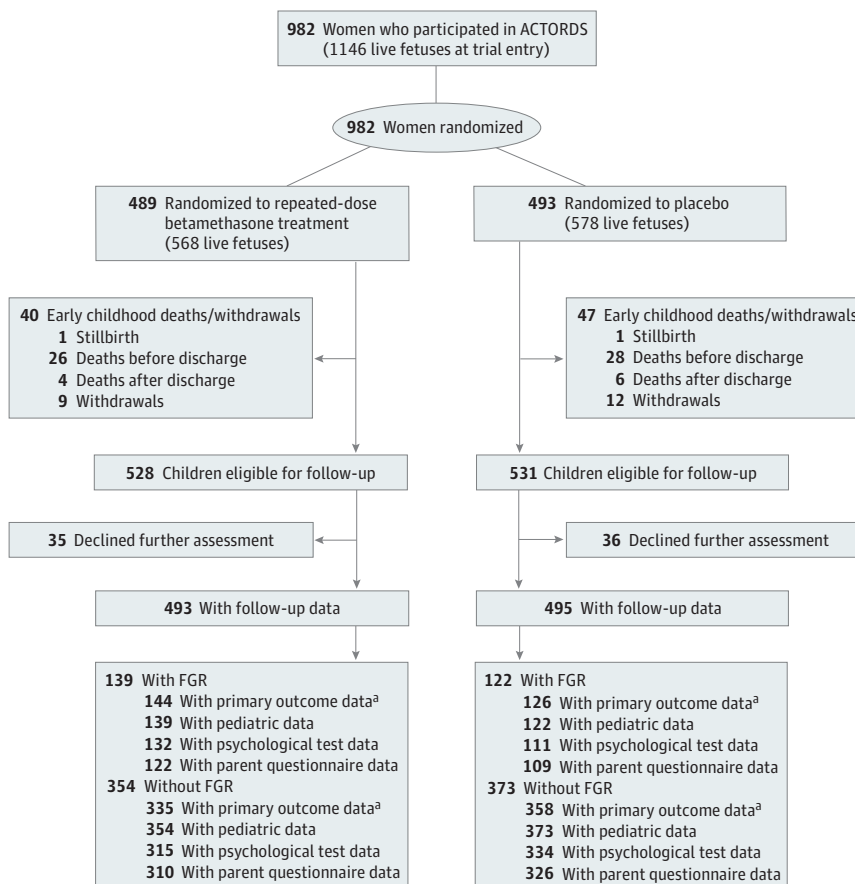 982 Women who participated in ACTORDS
(1146 live fetuses at trial entry)
982 Women randomized
489 Randomized to repeated-dose
betamethasone treatment
(568 live fetuses)
493 Randomized to placebo
(578 live fetuses)
40 Early childhood deaths/withdrawals
1 Stillbirth
26 Deaths before discharge
4 Deaths after discharge
9 Withdrawals
47 Early childhood deaths/withdrawals
1 Stillbirth
28 Deaths before discharge
6 Deaths after discharge
12 Withdrawals
528 Children eligible for follow-up
531 Children eligible for follow-up
35 Declined further assessment
36 Declined further assessment
493 With follow-up data
495 With follow-up data
139 With FGR
144 With primary outcome dataᵃ
139 With pediatric data
132 With psychological test data
122 With parent questionnaire data
354 Without FGR
335 With primary outcome dataᵃ
354 With pediatric data
315 With psychological test data
310 With parent questionnaire data
122 With FGR
126 With primary outcome dataᵃ
122 With pediatric data
111 With psychological test data
109 With parent questionnaire data
373 Without FGR
358 With primary outcome dataᵃ
373 With pediatric data
334 With psychological test data
326 With parent questionnaire data